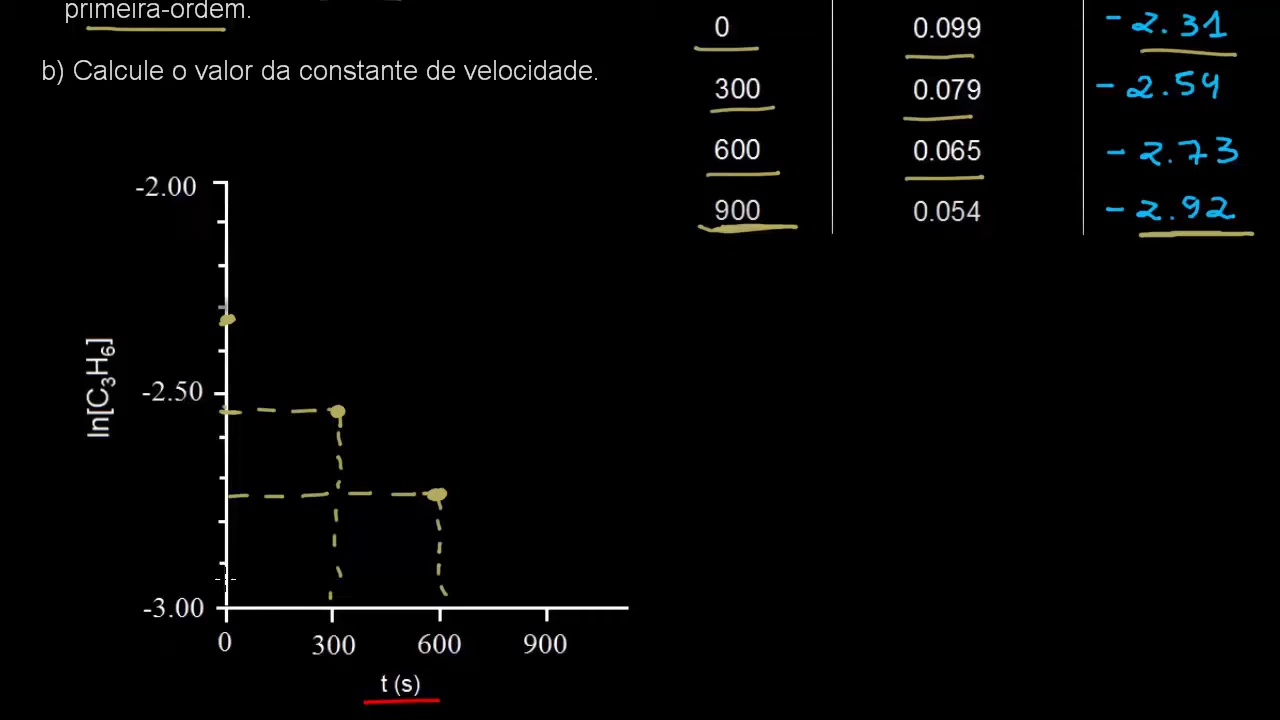 primeira-ordem.
b) Calcule o valor da constante de velocidade.
0 0.099 -2.31
300 0.079 -2.54
600 0.065 -2.73
900 0.054 -2.92
-2.00
-2.50
-3.00
ln[C₃H₆]
0 300 600 900
t (s)